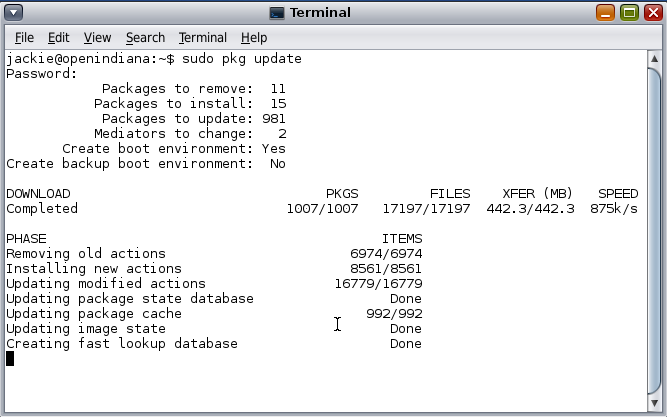 Terminal
File Edit View Search Terminal Help
jackie@openindiana:~$ sudo pkg update
Password:
Packages to remove: 11
Packages to install: 15
Packages to update: 981
Mediators to change: 2
Create boot environment: Yes
Create backup boot environment: No
DOWNLOAD PKGS FILES XFER (MB) SPEED
Completed 1007/1007 17197/17197 442.3/442.3 875k/s
PHASE ITEMS
Removing old actions 6974/6974
Installing new actions 8561/8561
Updating modified actions 16779/16779
Updating package state database Done
Updating package cache 992/992
Updating image state Done
Creating fast lookup database Done